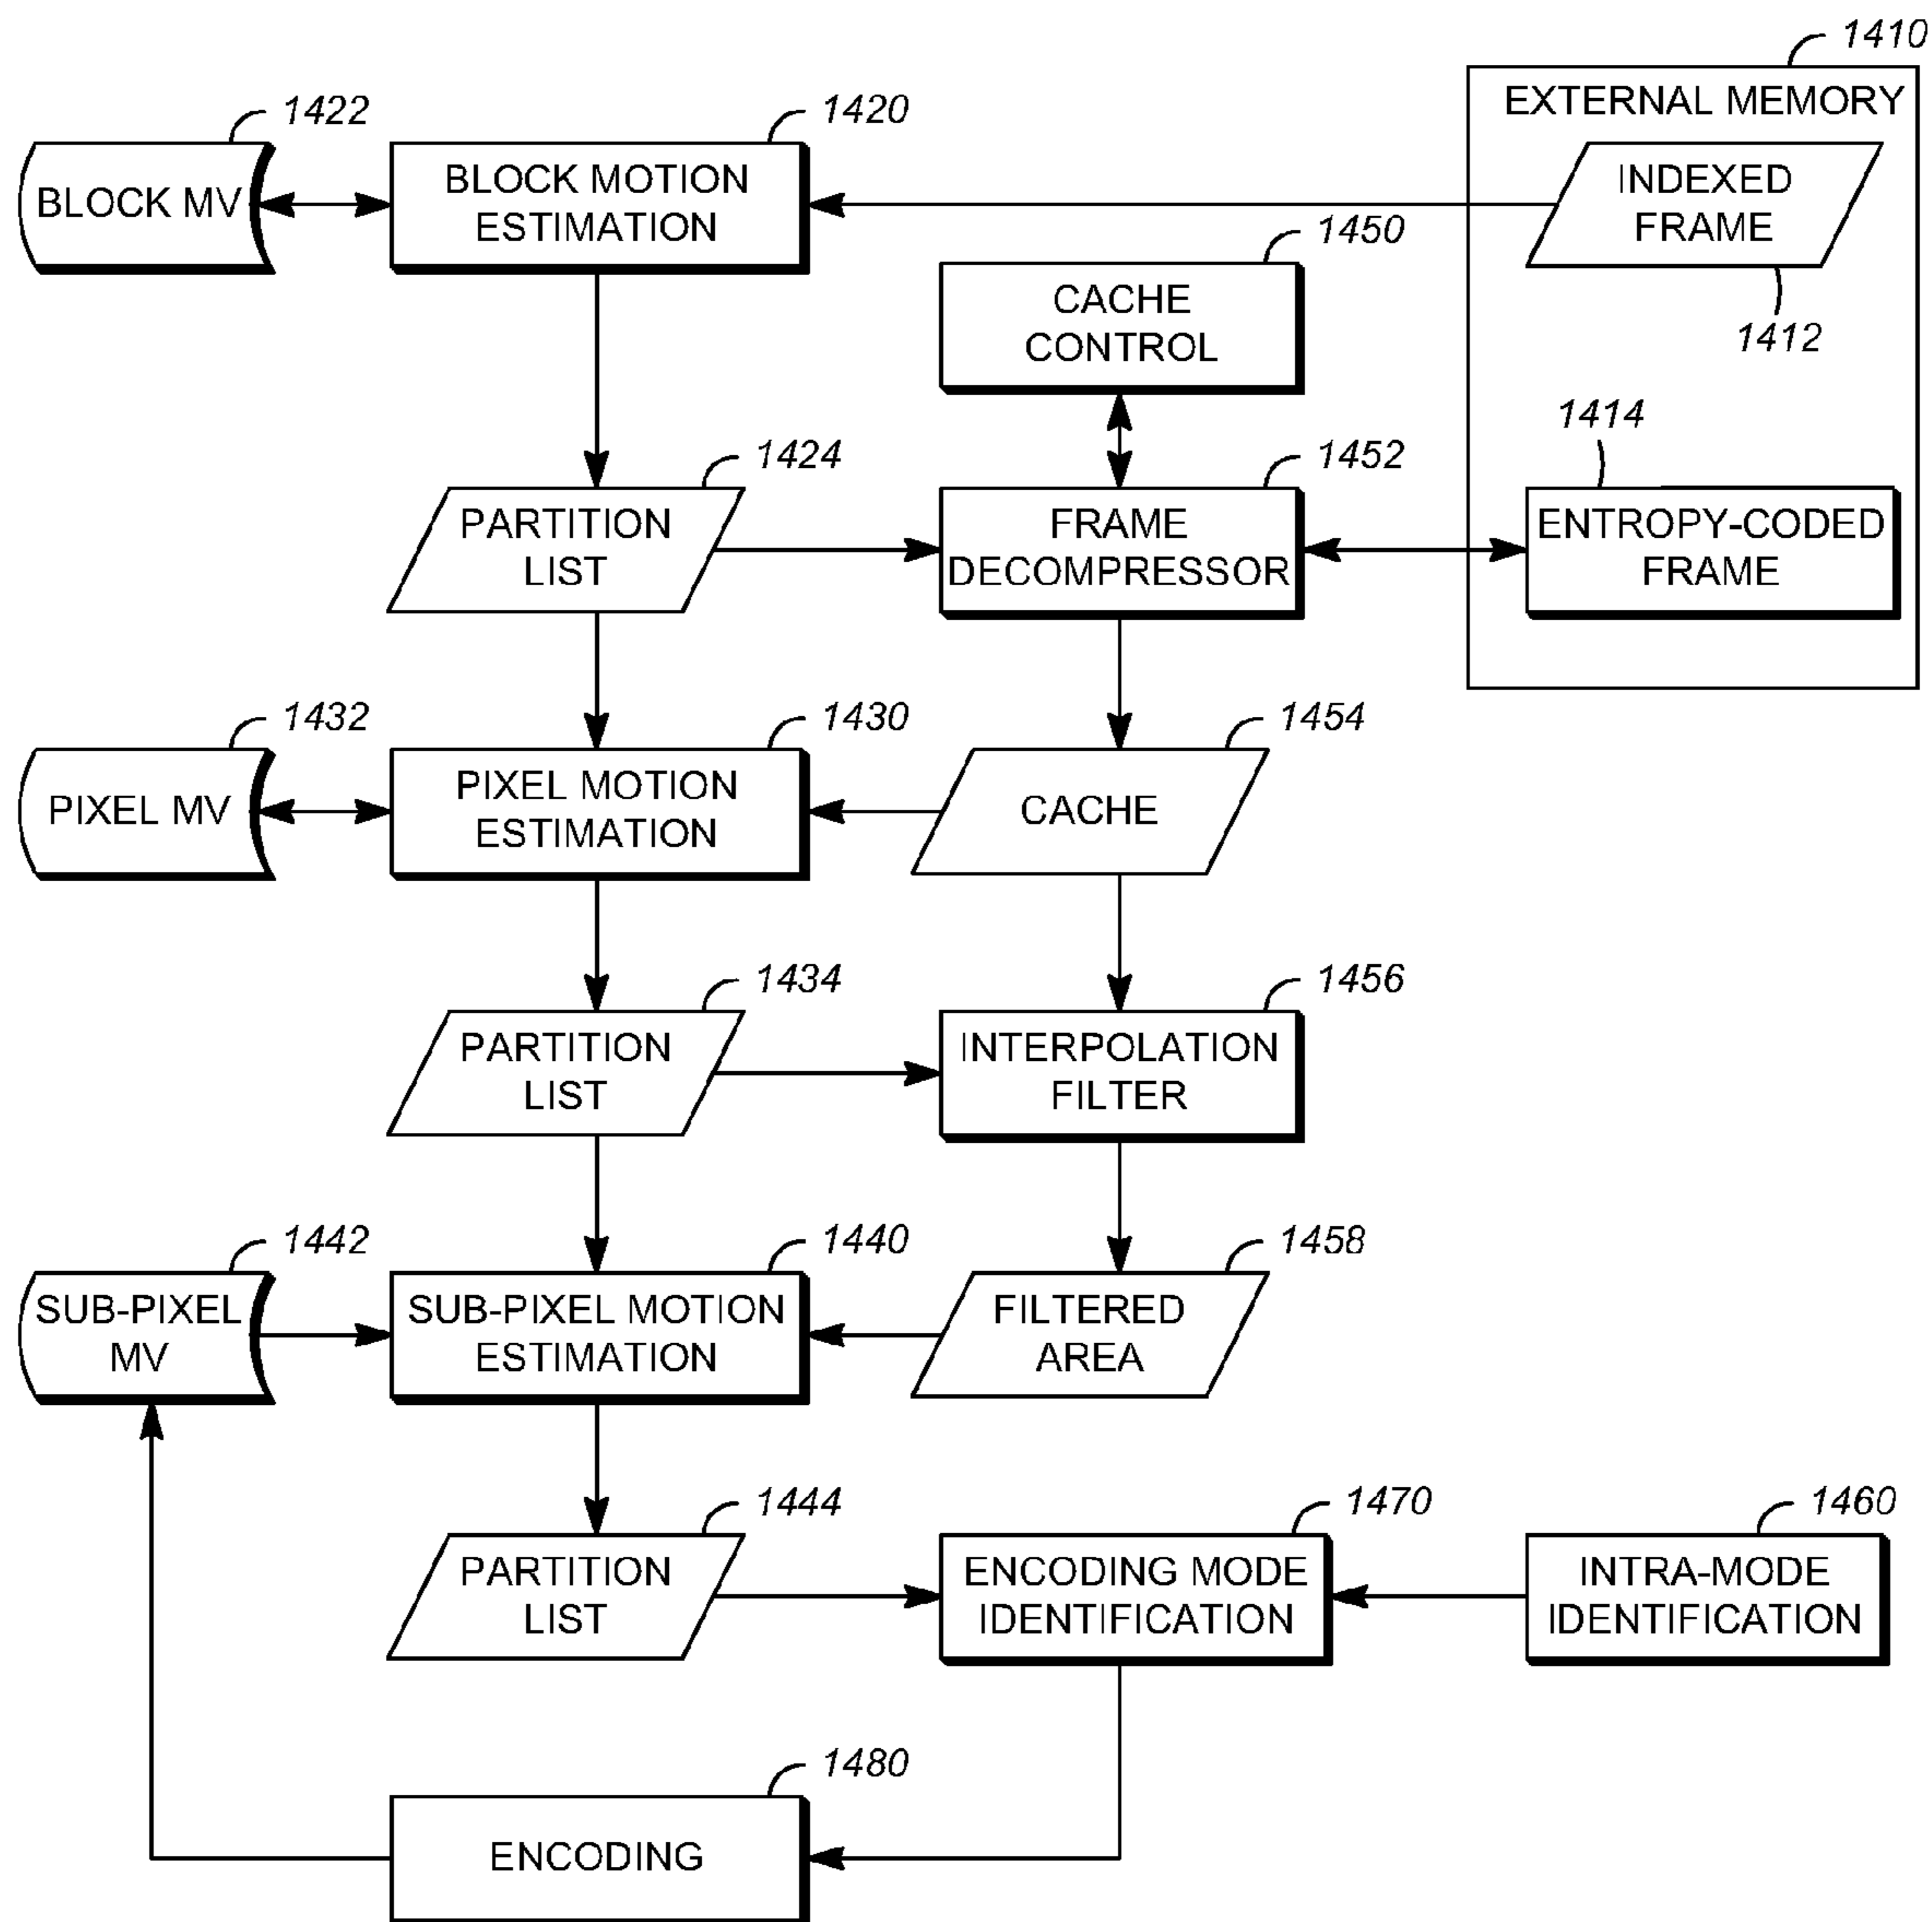 1410
EXTERNAL MEMORY
1422
1420
BLOCK MV
BLOCK MOTION
ESTIMATION
INDEXED
FRAME
1412
1450
CACHE
CONTROL
1424
1452
1414
PARTITION
LIST
FRAME
DECOMPRESSOR
ENTROPY-CODED
FRAME
1432
1430
1454
PIXEL MV
PIXEL MOTION
ESTIMATION
CACHE
1434
1456
PARTITION
LIST
INTERPOLATION
FILTER
1442
1440
1458
SUB-PIXEL
MV
SUB-PIXEL MOTION
ESTIMATION
FILTERED
AREA
1444
1470
1460
PARTITION
LIST
ENCODING MODE
IDENTIFICATION
INTRA-MODE
IDENTIFICATION
1480
ENCODING